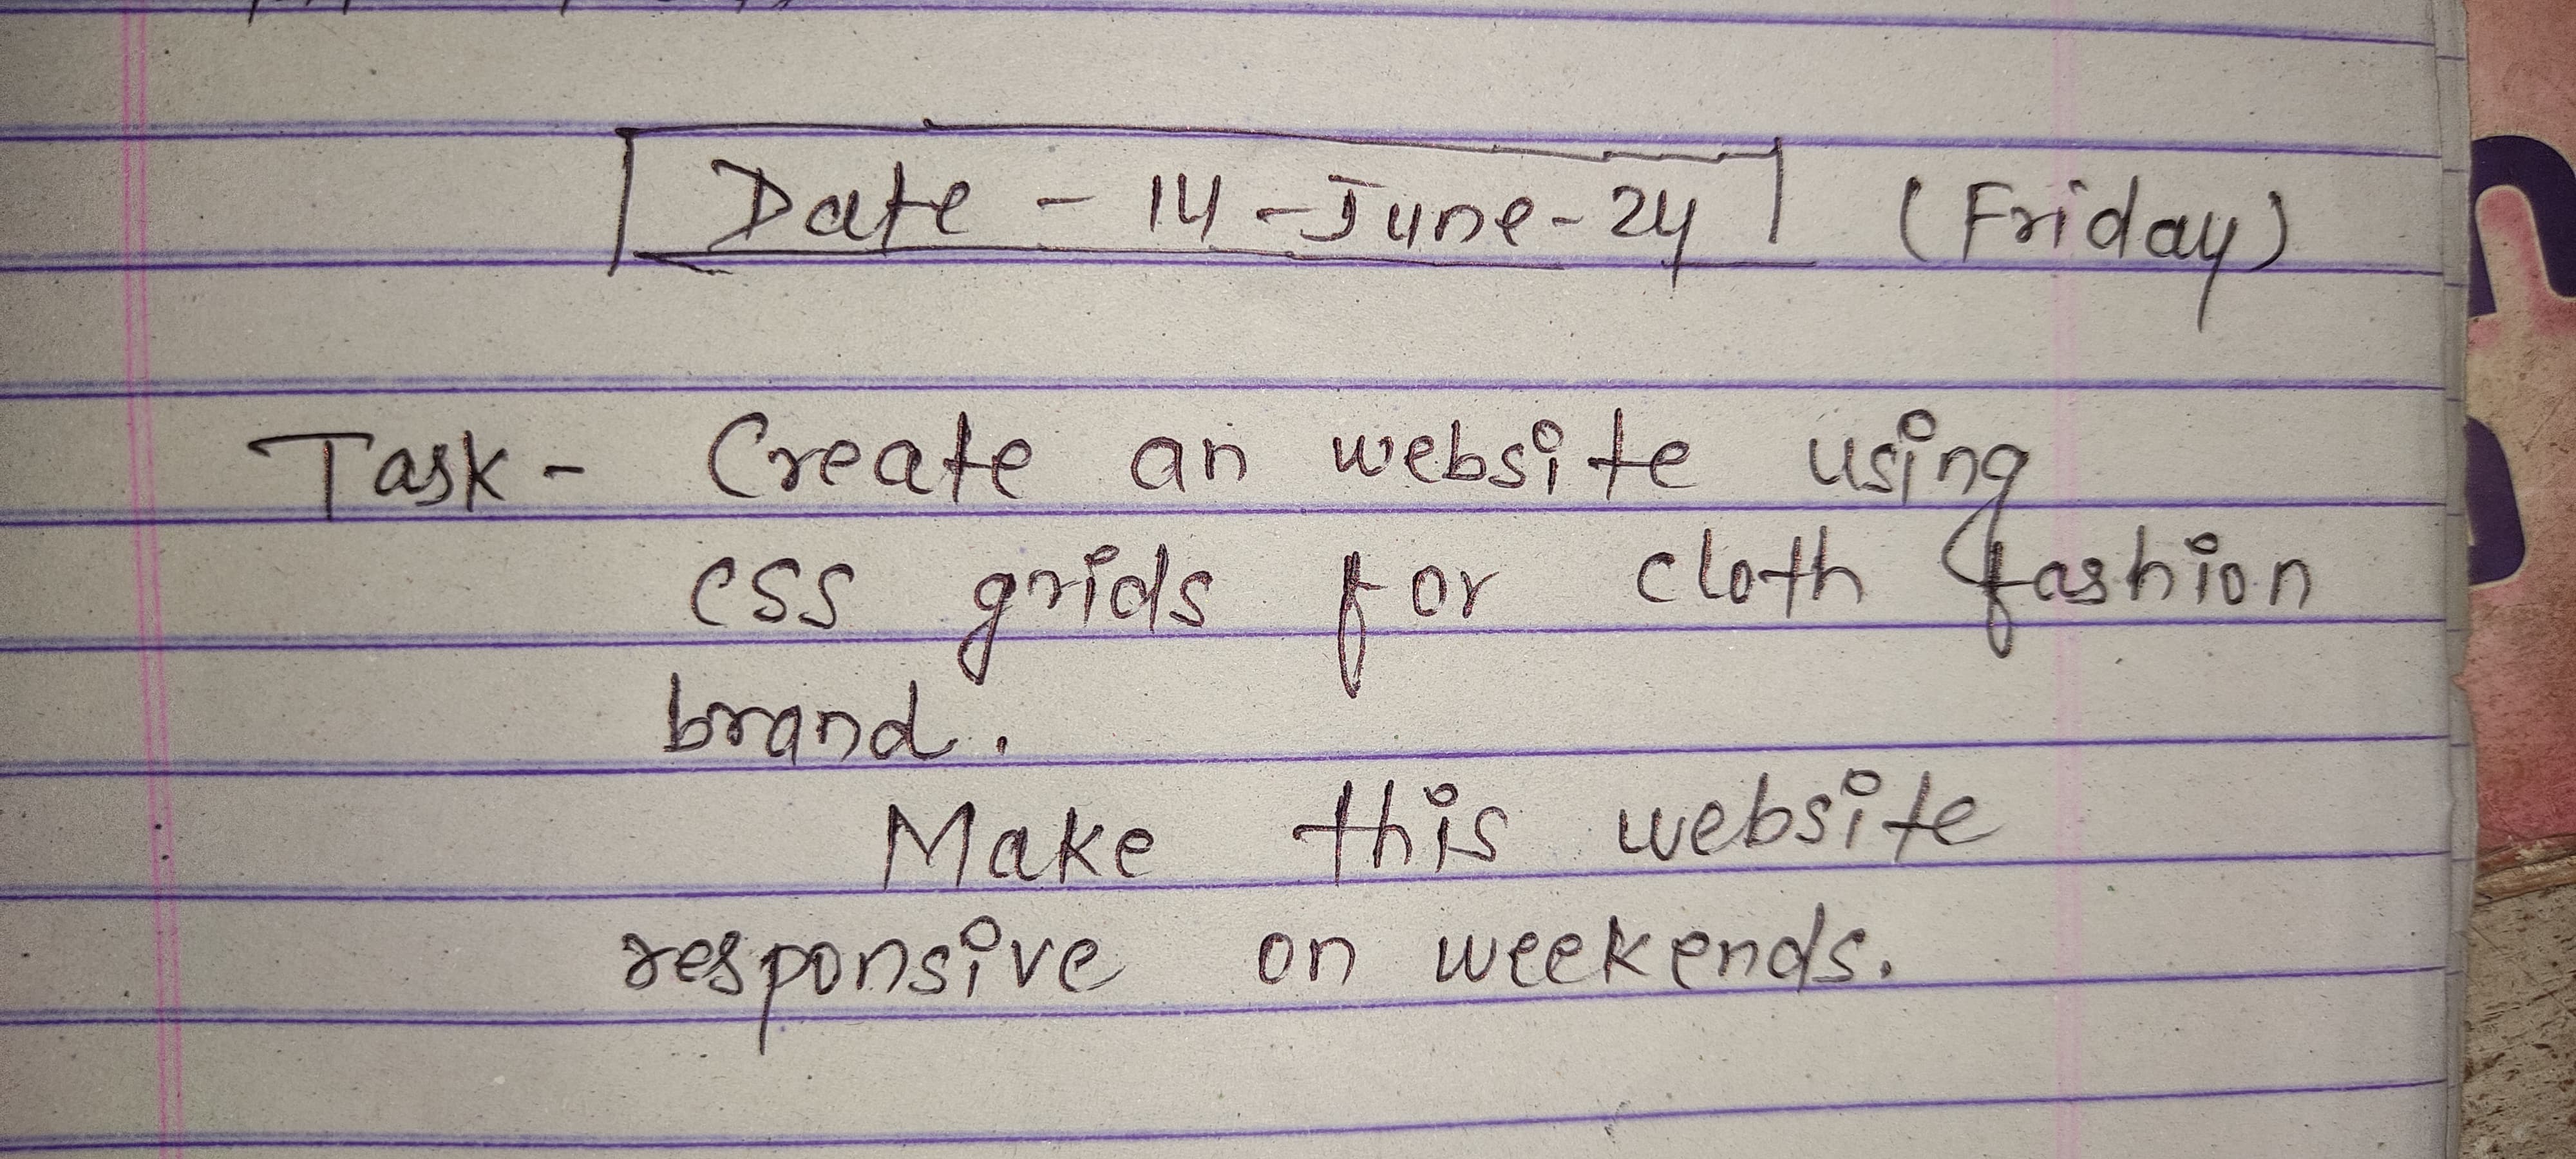 Date - 14 - June - 24 (Friday)
Task - Create an website using
css grids for cloth fashion
brand.
Make this website
responsive on weekends.